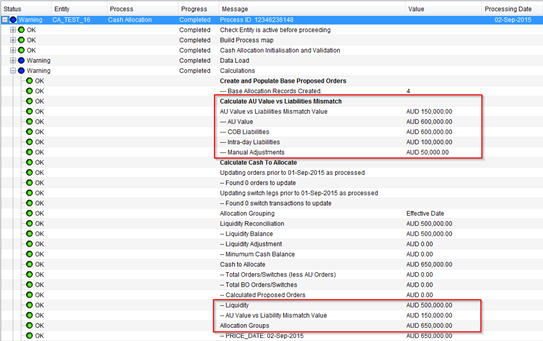 Status Entity Process Progress Message Value Processing Date
Warning CA_TEST_16 Cash Allocation Completed Process ID 12346236148 02-Sep-2015
OK Completed Check Entity is active before proceeding
OK Completed Build Process map
OK Completed Cash Allocation Initialisation and Validation
Warning Completed Data Load
Warning Completed Calculations
OK Create and Populate Base Proposed Orders
OK --- Base Allocation Records Created 4
OK Calculate AU Value vs Liabilities Mismatch
OK AU Value vs Liabilities Mismatch Value AUD 150,000.00
OK --- AU Value AUD 600,000.00
OK --- COB Liabilities AUD 600,000.00
OK --- Intra-day Liabilities AUD 100,000.00
OK --- Manual Adjustments AUD 50,000.00
OK Calculate Cash To Allocate
OK Updating orders prior to 01-Sep-2015 as processed
OK -- Found 0 orders to update
OK Updating switch legs prior to 01-Sep-2015 as processed
OK -- Found 0 switch transactions to update
OK Allocation Grouping Effective Date
OK Liquidity Reconciliation AUD 500,000.00
OK -- Liquidity Balance AUD 500,000.00
OK -- Liquidity Adjustment AUD 0.00
OK -- Minumum Cash Balance AUD 0.00
OK Cash to Allocate AUD 650,000.00
OK -- Total Orders/Switches (less AU Orders) AUD 0.00
OK -- Total BO Orders/Switches AUD 0.00
OK -- Calculated Proposed Orders AUD 0.00
OK -- Liquidity AUD 500,000.00
OK -- AU Value vs Liability Mismatch Value AUD 150,000.00
OK Allocation Groups AUD 650,000.00
OK -- PRICE_DATE: 02-Sep-2015 AUD 650,000.00